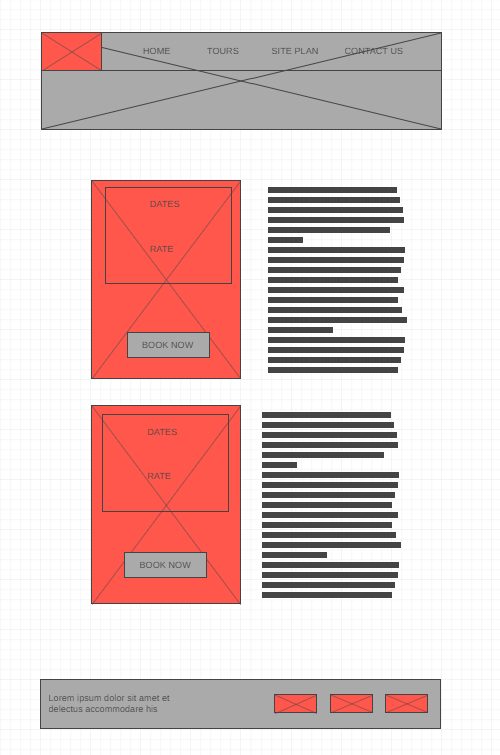 HOME TOURS SITE PLAN CONTACT US
DATES
RATE
BOOK NOW
DATES
RATE
BOOK NOW
Lorem ipsum dolor sit amet et
delectus accommodare his